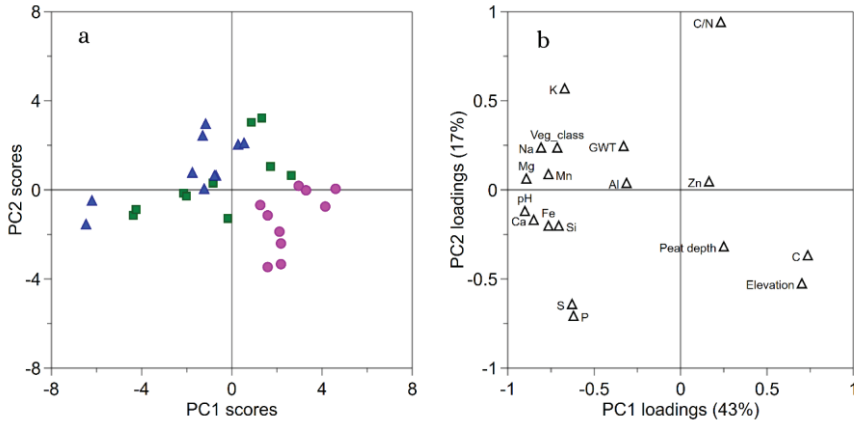 a
8
4
0
-4
-8
-8
-4
0
4
8
PC2 scores
PC1 scores
b
1
0.5
0
-0.5
-1
-1
-0.5
0
0.5
1
PC2 loadings (17%)
PC1 loadings (43%)
C/N
K
Veg_class
Na
GWT
Mg
Mn
Al
Zn
pH
Ca
Fe
Si
Peat depth
C
Elevation
S
P